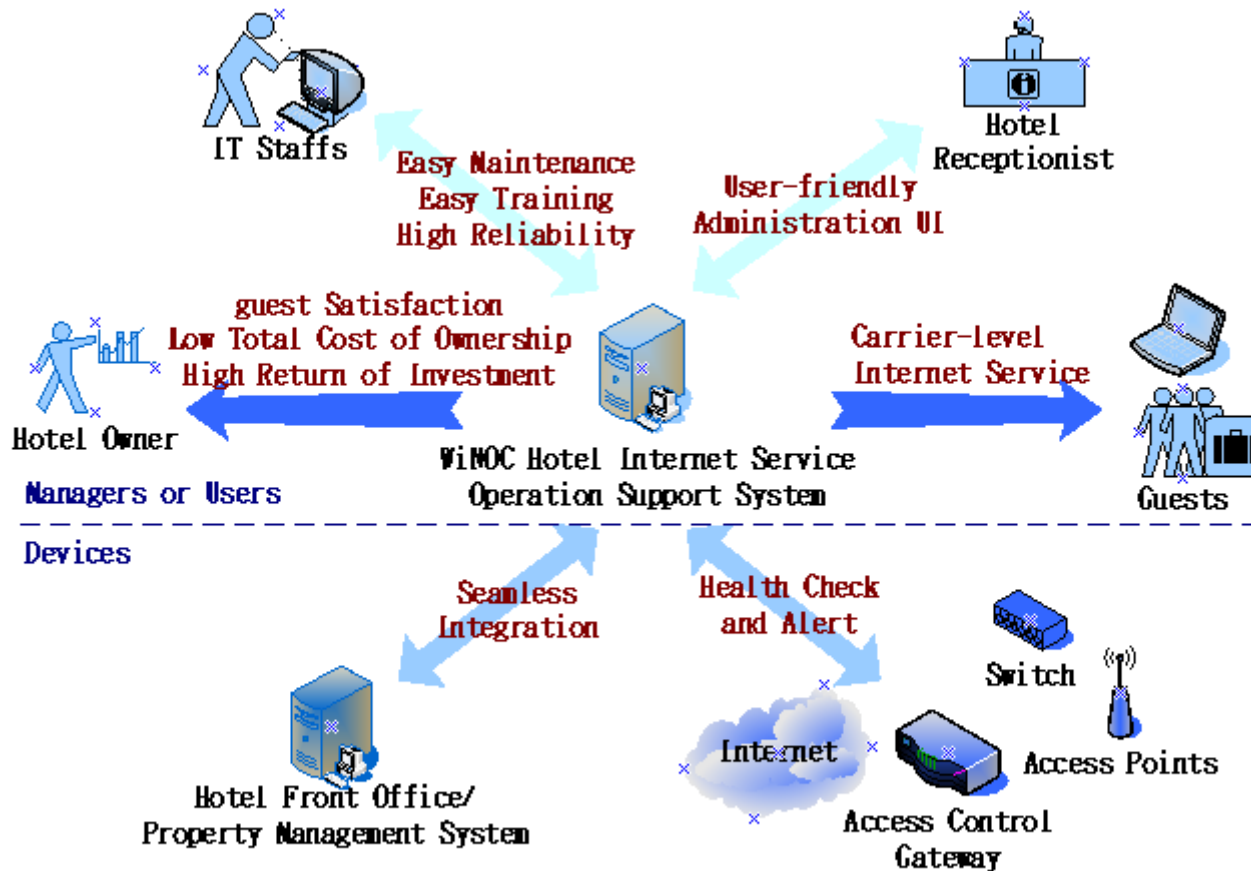 IT Staffs
Hotel
Receptionist
Easy Maintenance
Easy Training
High Reliability
User-friendly
Administration UI
guest Satisfaction
Low Total Cost of Ownership
High Return of Investment
Carrier-level
Internet Service
Hotel Owner
WiNOC Hotel Internet Service
Operation Support System
Guests
Managers or Users
Devices
Seamless
Integration
Health Check
and Alert
Switch
Internet
Access Points
Hotel Front Office/
Property Management System
Access Control
Gateway